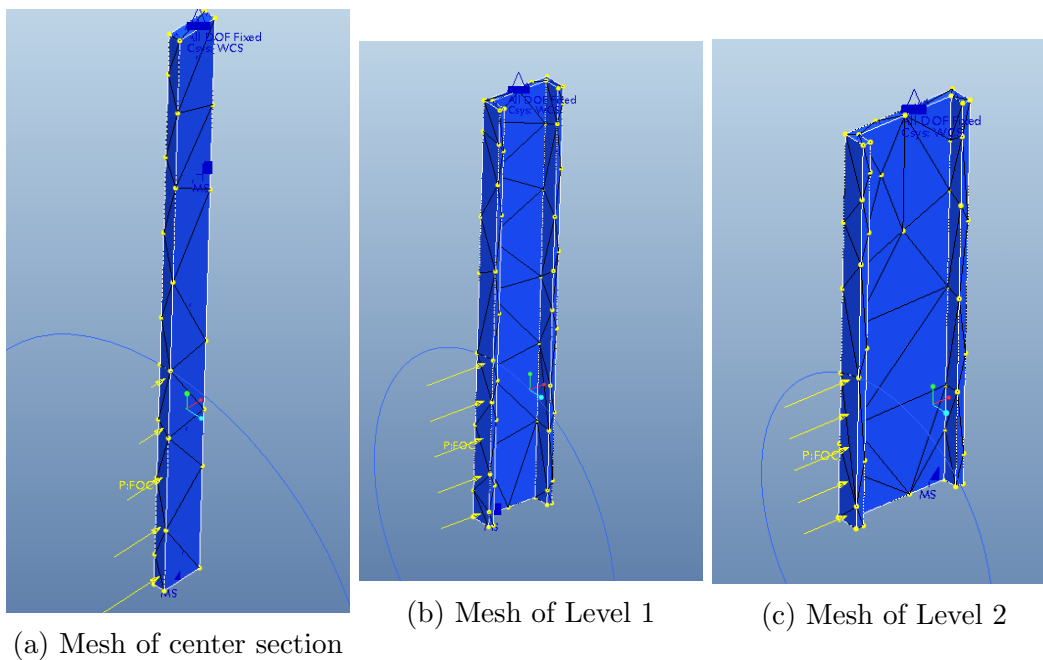 All DOF Fixed
Csys: WCS
MS
P:FOC
MS
(a) Mesh of center section
All DOF Fixed
Csys: WCS
P:FOC
(b) Mesh of Level 1
All DOF Fixed
Csys: WCS
P:FOC
MS
(c) Mesh of Level 2